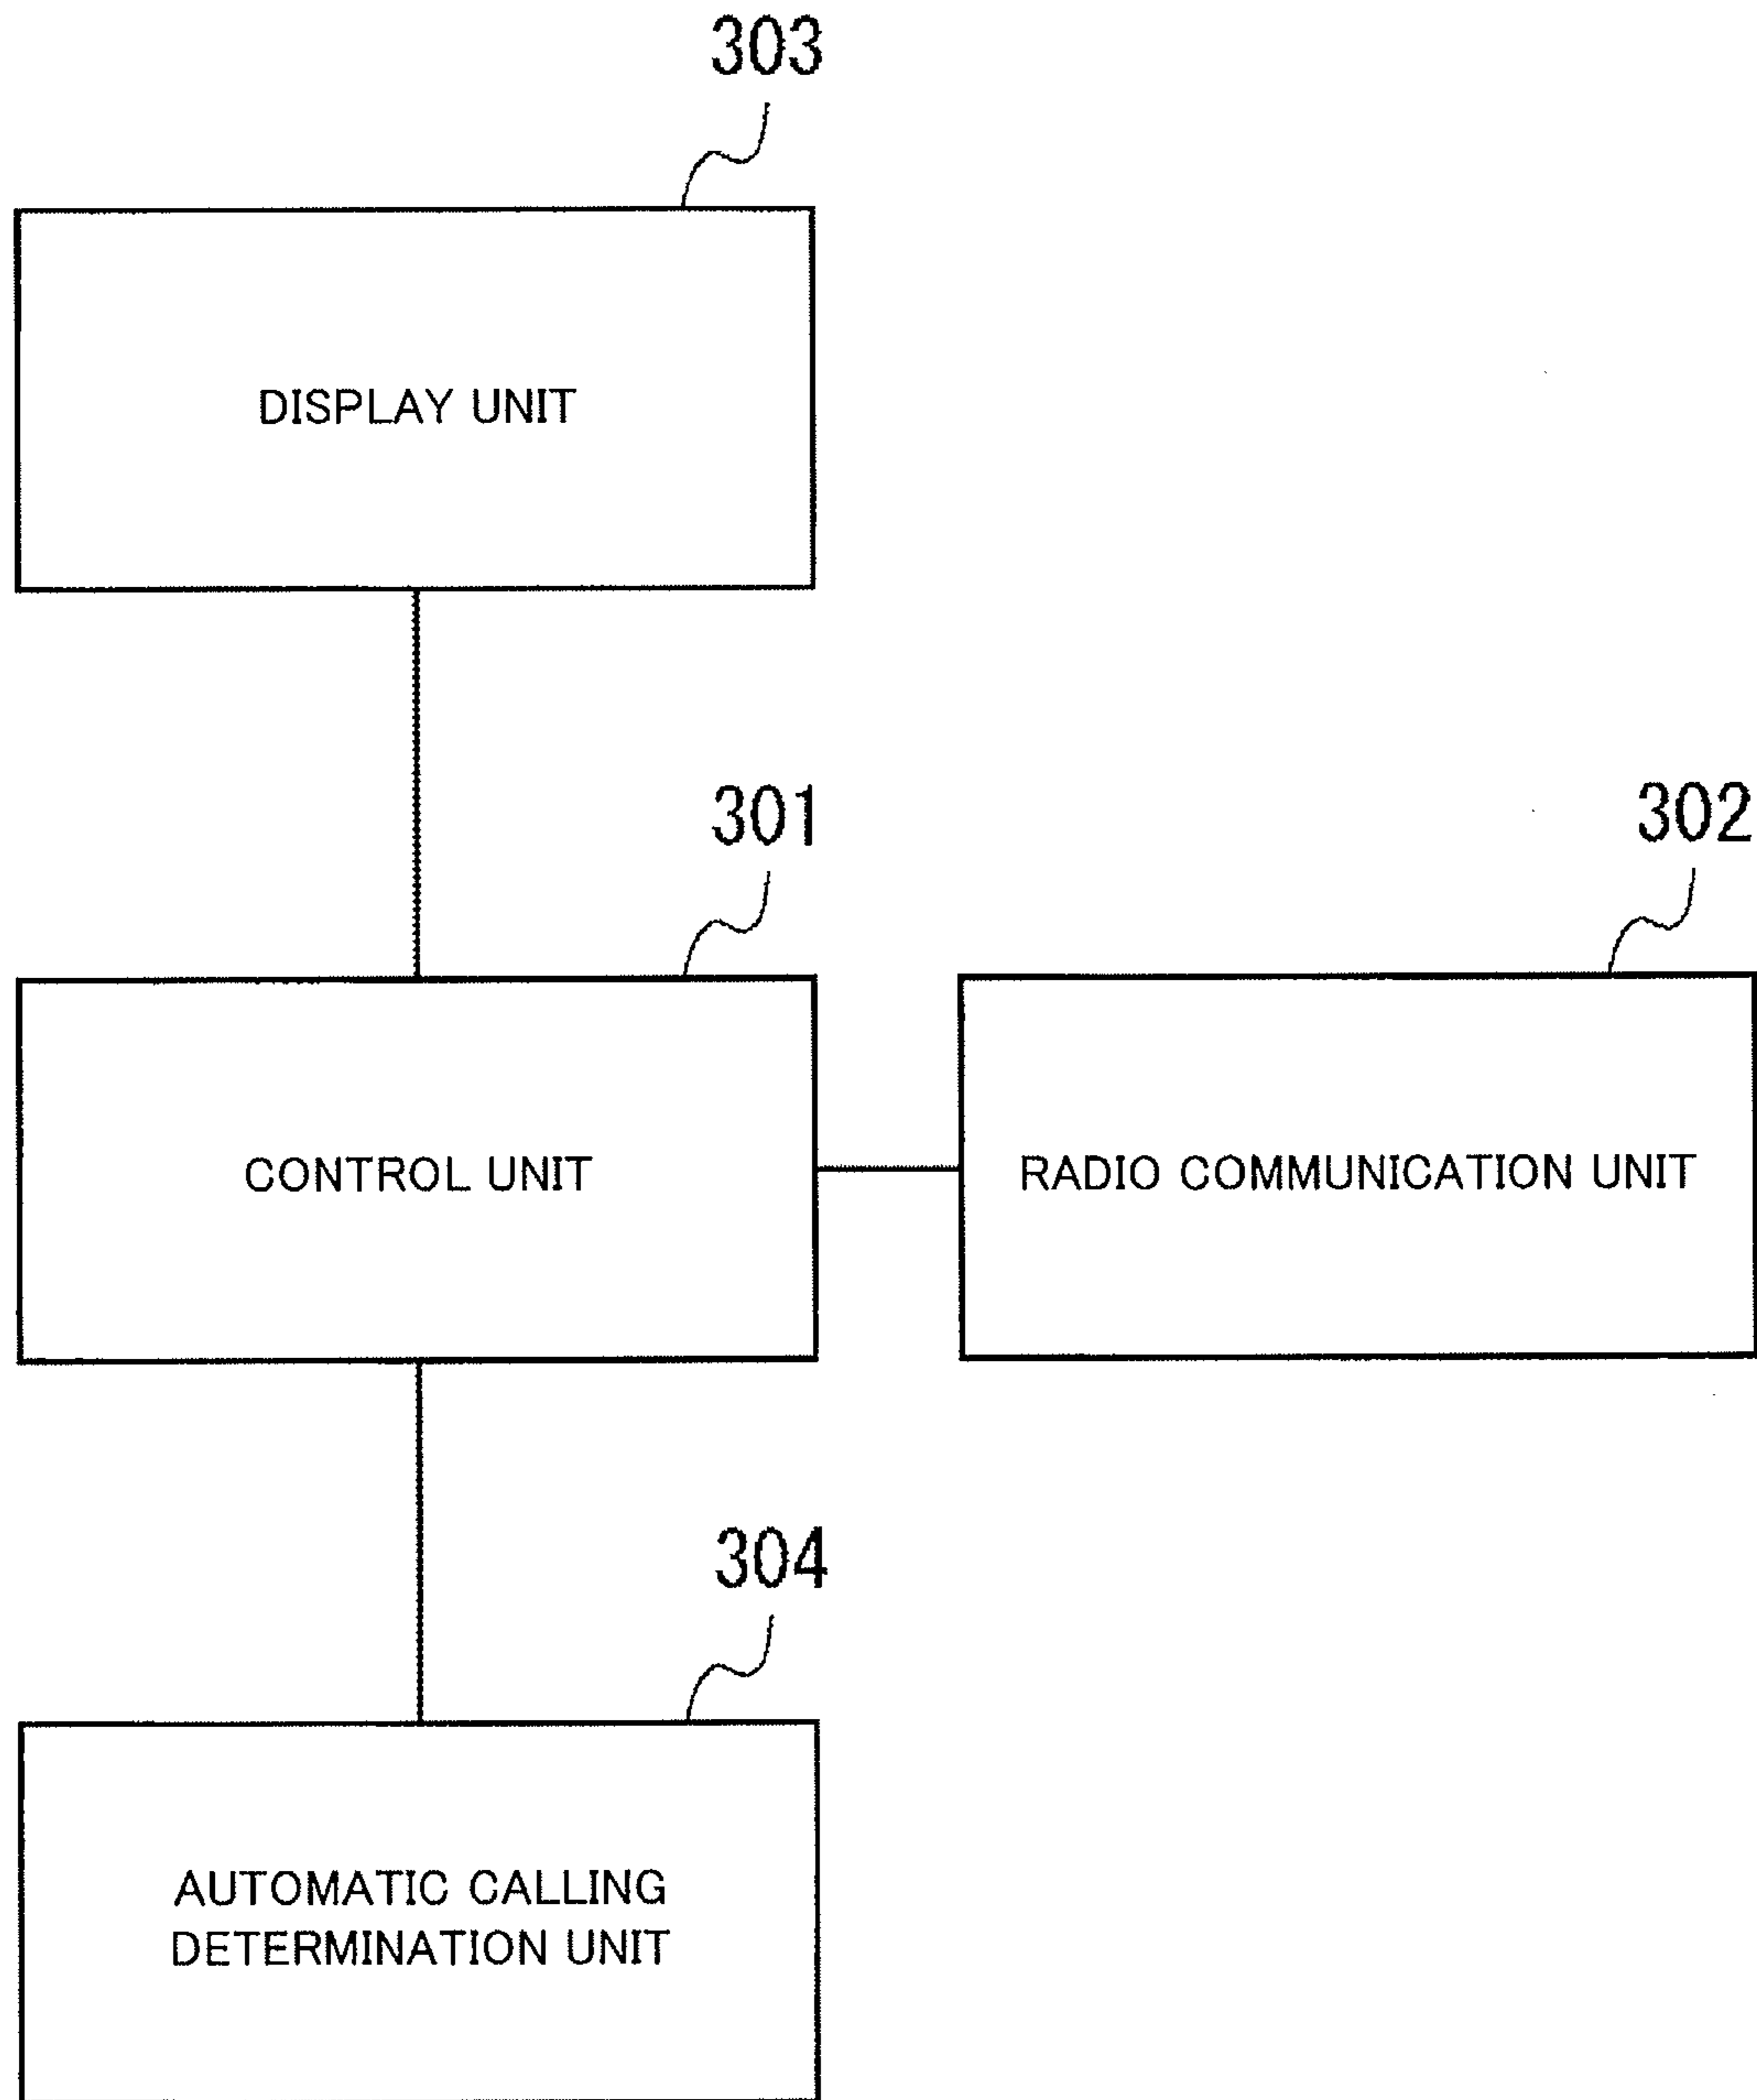 303
DISPLAY UNIT
301
302
CONTROL UNIT
RADIO COMMUNICATION UNIT
304
AUTOMATIC CALLING
DETERMINATION UNIT